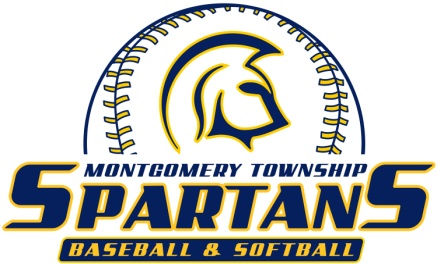 MONTGOMERY TOWNSHIP
SPARTANS
BASEBALL & SOFTBALL